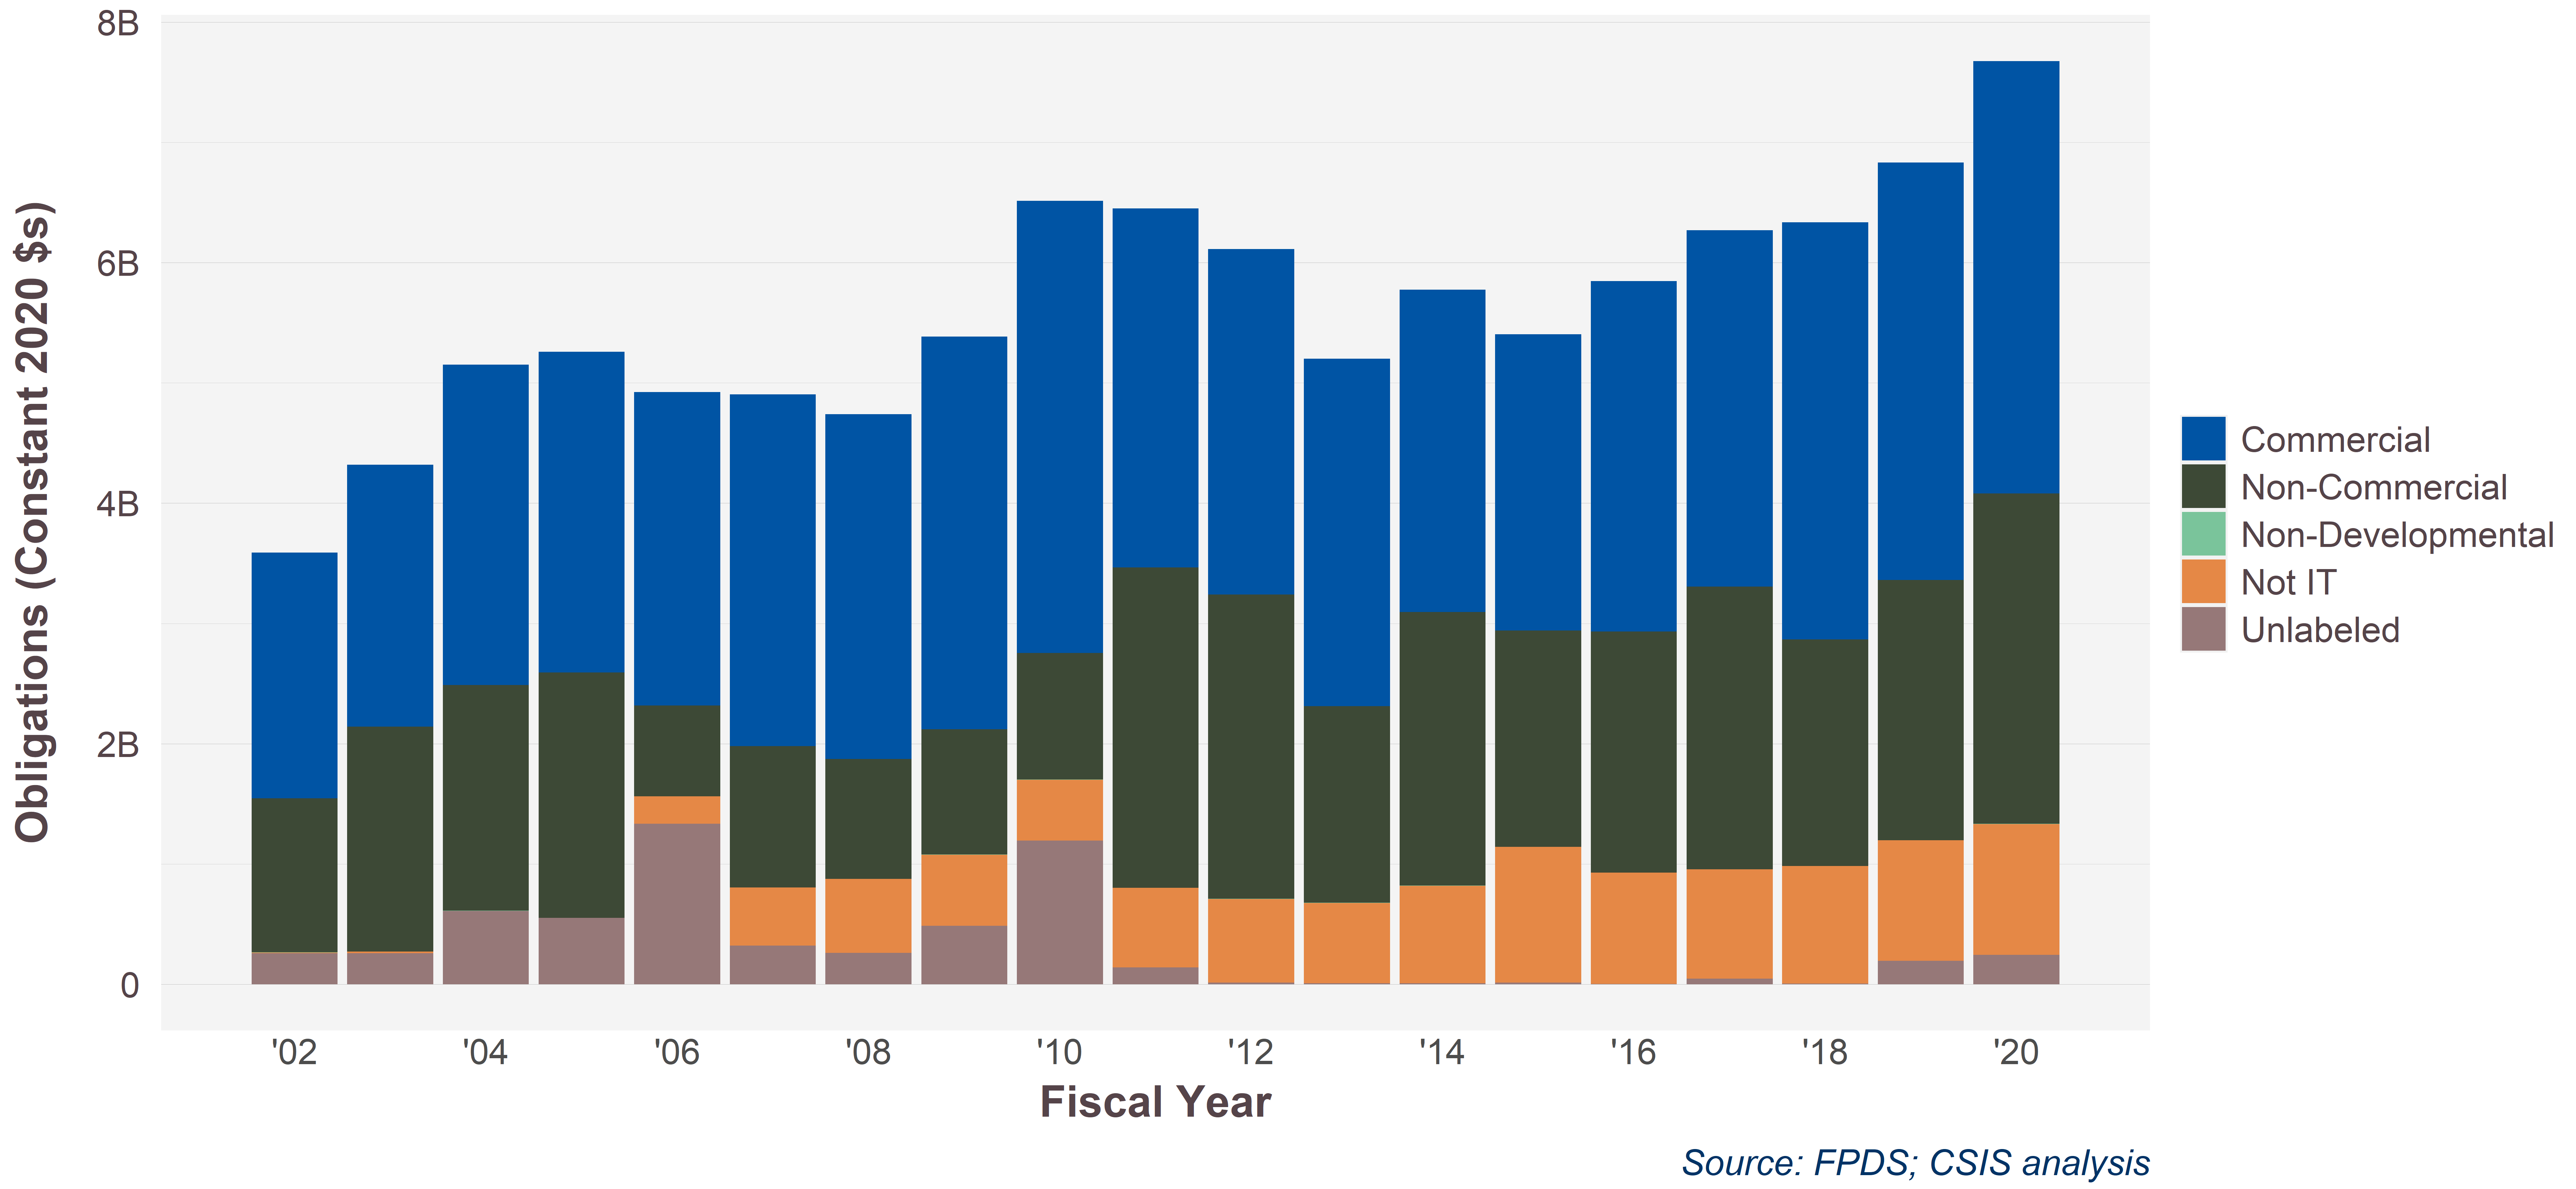 Obligations (Constant 2020 $s)
8B
6B
4B
2B
0
'02 '04 '06 '08 '10 '12 '14 '16 '18 '20
Fiscal Year
Commercial
Non-Commercial
Non-Developmental
Not IT
Unlabeled
Source: FPDS; CSIS analysis